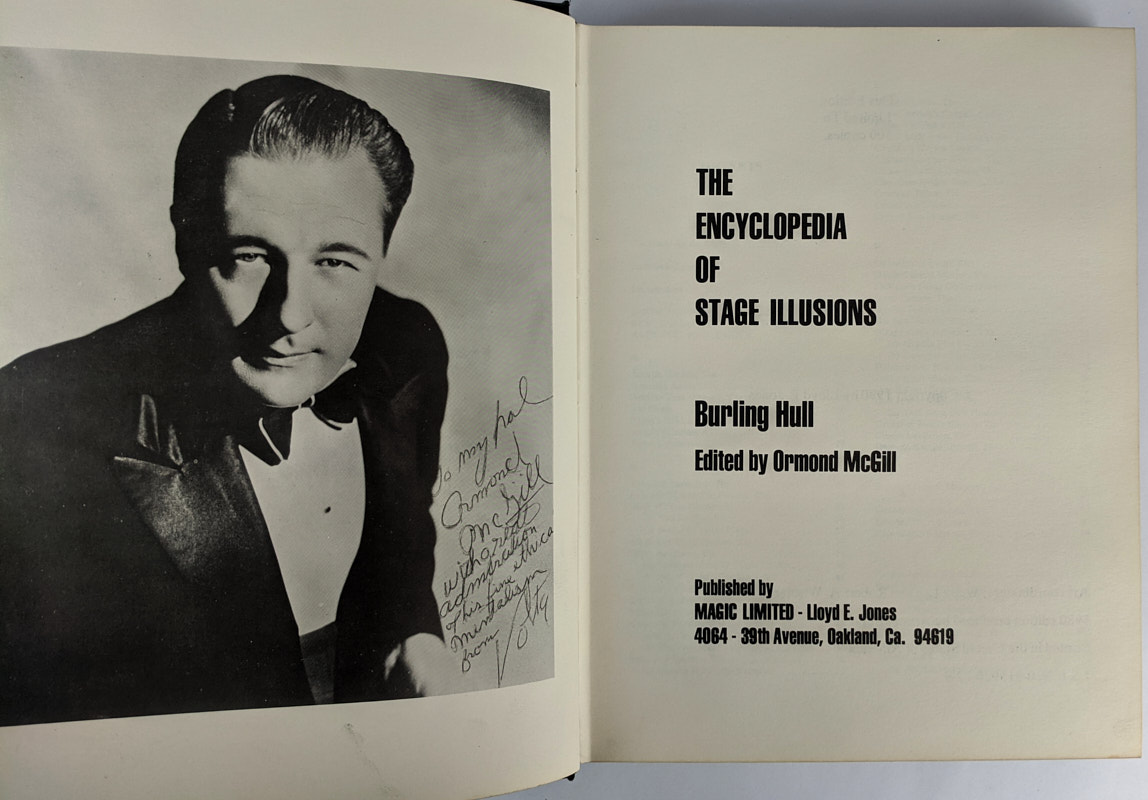 To my pal
Ormond
McGill
with great
admiration
this fine ethical
Mentalism
from Volta
THE
ENCYCLOPEDIA
OF
STAGE ILLUSIONS
Burling Hull
Edited by Ormond McGill
Published by
MAGIC LIMITED - Lloyd E. Jones
4064 - 39th Avenue, Oakland, Ca. 94619